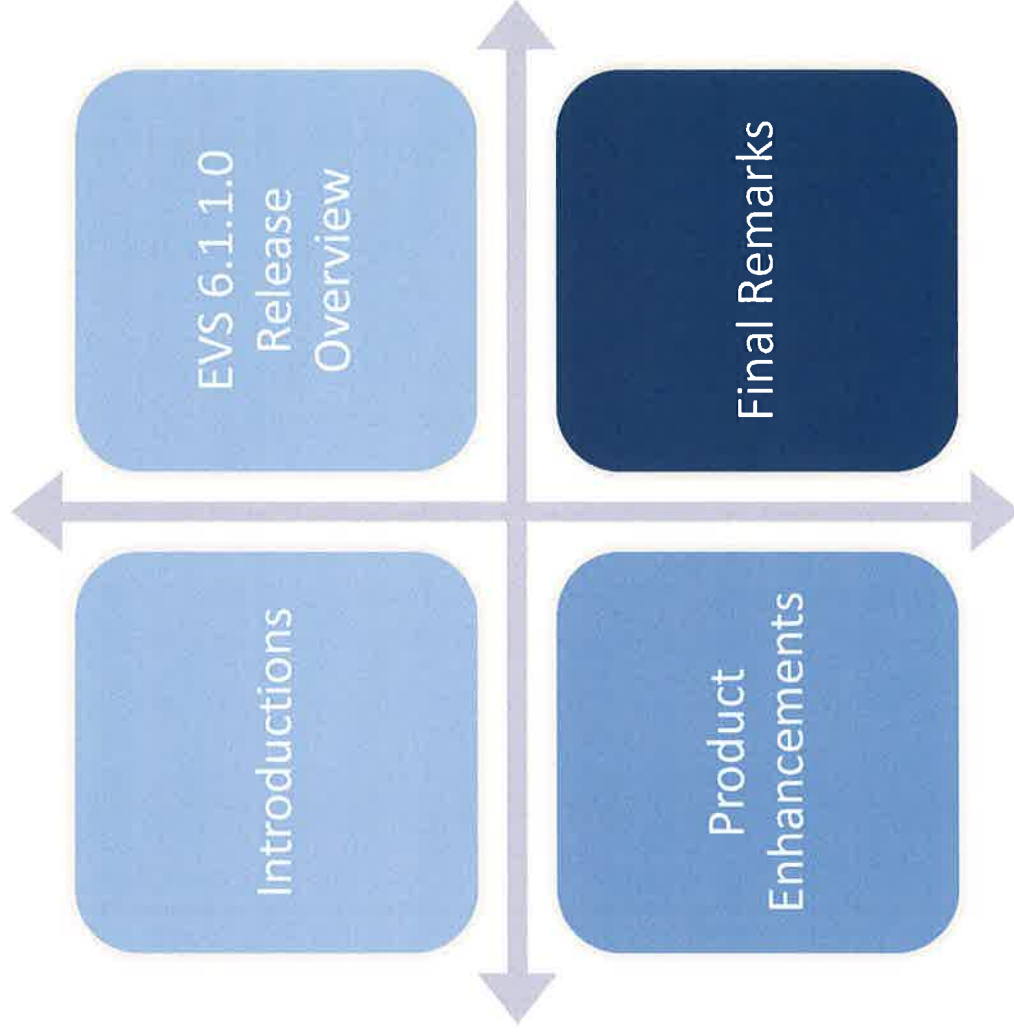 Introductions
EVS 6.1.1.0
Release
Overview
Product
Enhancements
Final Remarks